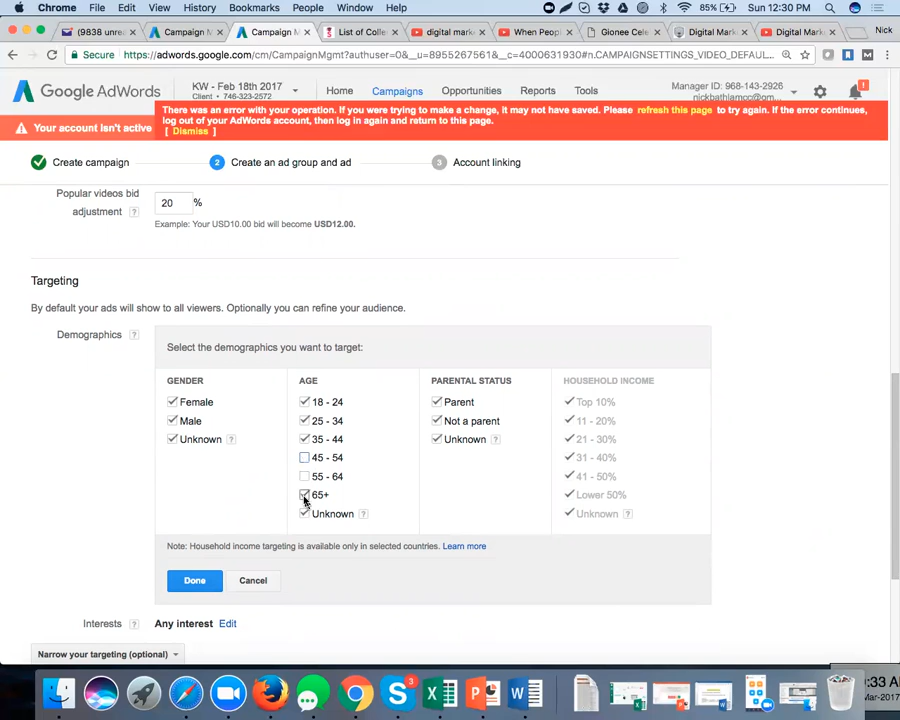 Chrome File Edit View History Bookmarks People Window Help 85% Sun 12:30 PM
(9838 unre Campaign M Campaign M List of Colle digital mark When Peopl Gionee Cele Digital Mark Digital Mark Nick
Secure https://adwords.google.com/cm/CampaignMgmt?authuser=0&__u=8955267561&__c=4000631930#n.CAMPAIGNSETTINGS_VIDEO_DEFAU...
Google AdWords
KW - Feb 18th 2017
Client 746-323-2572
Home Campaigns Opportunities Reports Tools
Manager ID: 968-143-2926
nickbathlamcc@om...
Your account isn't active
There was an error with your operation. If you were trying to make a change, it may not have saved. Please refresh this page to try again. If the error continues,
log out of your AdWords account, then log in again and return to this page.
[ Dismiss ]
Create campaign 2 Create an ad group and ad 3 Account linking
Popular videos bid
adjustment ? 20 %
Example: Your USD10.00 bid will become USD12.00.
Targeting
By default your ads will show to all viewers. Optionally you can refine your audience.
Demographics ?
Select the demographics you want to target:
GENDER AGE PARENTAL STATUS HOUSEHOLD INCOME
Female 18 - 24 Parent Top 10%
Male 25 - 34 Not a parent 11 - 20%
Unknown ? 35 - 44 Unknown ? 21 - 30%
45 - 54 31 - 40%
55 - 64 41 - 50%
65+ Lower 50%
Unknown ? Unknown ?
Note: Household income targeting is available only in selected countries. Learn more
Done Cancel
Interests ? Any interest Edit
Narrow your targeting (optional)
3
:33 AM
Mar-2017